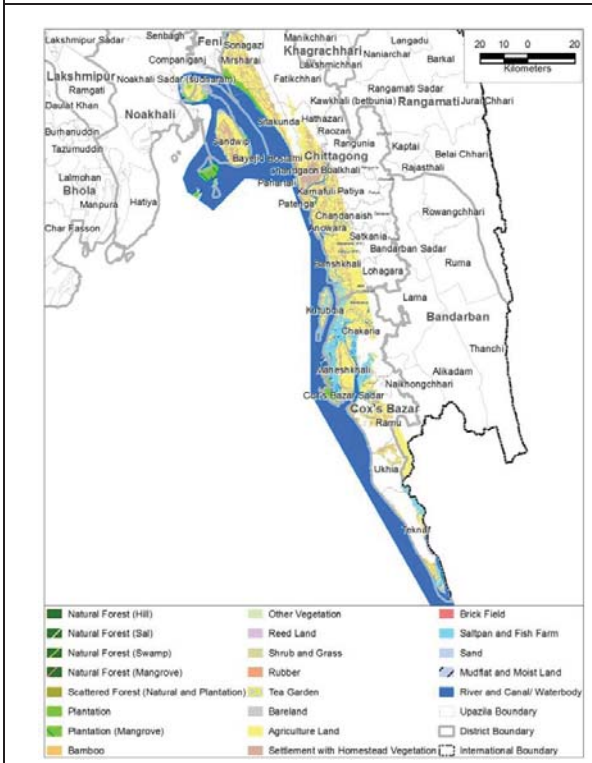 Lakshmipur Sadar
Senbagh
Feni
Sonagazi
Manikchhari
Langadu
Companiganj
Mirsharai
Khagrachhari
Naniarchar
Barkal
20 10 0 20
Kilometers
Lakshmipur
Noakhali Sadar (Sudharam)
Fatikchhari
Lakshmichhari
Ramgati
Rangamati Sadar
Daulat Khan
Noakhali
Sitakunda
Hathazari
Kawkhali (betbunia)
Rangamati
Jurai Chhari
Burhanuddin
Raozan
Tazumuddin
Sandwip
Rangunia
Kaptai
Belai Chhari
Bayejid Bostami
Chittagong
Rajasthali
Lalmohan
Chandgaon
Boalkhali
Bhola
Pahartali
Manpura
Hatiya
Karnafuli
Patiya
Rowangchhari
Patenga
Chandanaish
Char Fasson
Anowara
Satkania
Bandarban Sadar
Ruma
Banshkhali
Lohagara
Lama
Kutubdia
Bandarban
Chakaria
Thanchi
Maheshkhali
Alikadam
Naikhongchhari
Cox's Bazar Sadar
Cox's Bazar
Ramu
Ukhia
Teknaf
Natural Forest (Hill)
Natural Forest (Sal)
Natural Forest (Swamp)
Natural Forest (Mangrove)
Scattered Forest (Natural and Plantation)
Plantation
Plantation (Mangrove)
Bamboo
Other Vegetation
Reed Land
Shrub and Grass
Rubber
Tea Garden
Bareland
Agriculture Land
Settlement with Homestead Vegetation
Brick Field
Saltpan and Fish Farm
Sand
Mudflat and Moist Land
River and Canal/ Waterbody
Upazila Boundary
District Boundary
International Boundary